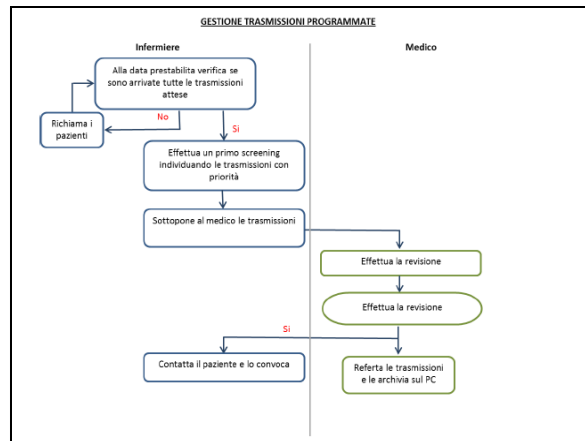 GESTIONE TRASMISSIONI PROGRAMMATE
Infermiere
Medico
Alla data prestabilita verifica se
sono arrivate tutte le trasmissioni
attese
No
Si
Richiama i
pazienti
Effettua un primo screening
individuando le trasmissioni con
priorità
Sottopone al medico le trasmissioni
Effettua la revisione
Effettua la revisione
Si
Contatta il paziente e lo convoca
Referta le trasmissioni
e le archivia sul PC